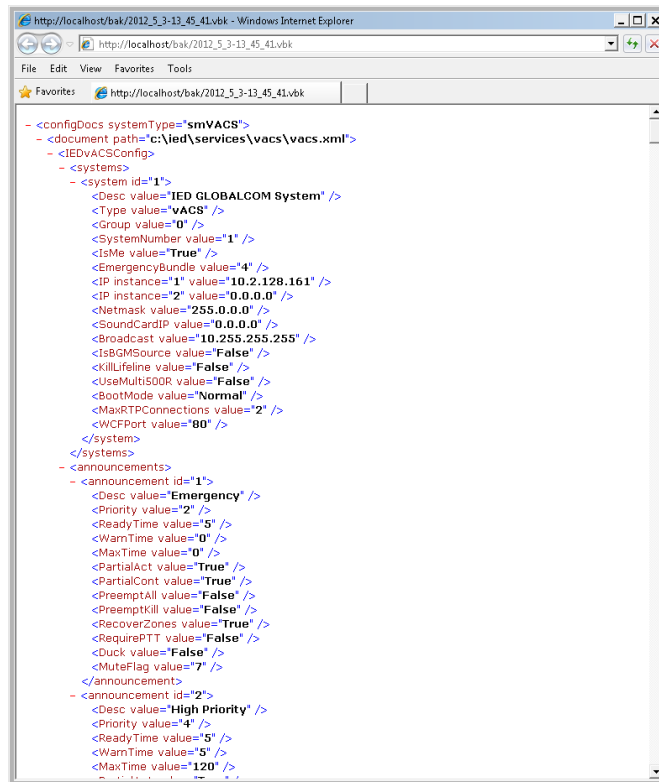 http://localhost/bak/2012_5_3-13_45_41.vbk - Windows Internet Explorer
http://localhost/bak/2012_5_3-13_45_41.vbk
File Edit View Favorites Tools
Favorites http://localhost/bak/2012_5_3-13_45_41.vbk
- <configDocs systemType="smVACS">
- <document path="c:\ied\services\vacs\vacs.xml">
- <IEDvACSConfig>
- <systems>
- <system id="1">
<Desc value="IED GLOBALCOM System" />
<Type value="vACS" />
<Group value="0" />
<SystemNumber value="1" />
<IsMe value="True" />
<EmergencyBundle value="4" />
<IP instance="1" value="10.2.128.161" />
<IP instance="2" value="0.0.0.0" />
<Netmask value="255.0.0.0" />
<SoundCardIP value="0.0.0.0" />
<Broadcast value="10.255.255.255" />
<IsBGMSource value="False" />
<KillLifeline value="False" />
<UseMulti500R value="False" />
<BootMode value="Normal" />
<MaxRTPConnections value="2" />
<WCFPort value="80" />
</system>
</systems>
- <announcements>
- <announcement id="1">
<Desc value="Emergency" />
<Priority value="2" />
<ReadyTime value="5" />
<WarnTime value="0" />
<MaxTime value="0" />
<PartialAct value="True" />
<PartialCont value="True" />
<PreemptAll value="False" />
<PreemptKill value="False" />
<RecoverZones value="True" />
<RequirePTT value="False" />
<Duck value="False" />
<MuteFlag value="7" />
</announcement>
- <announcement id="2">
<Desc value="High Priority" />
<Priority value="4" />
<ReadyTime value="5" />
<WarnTime value="5" />
<MaxTime value="120" />